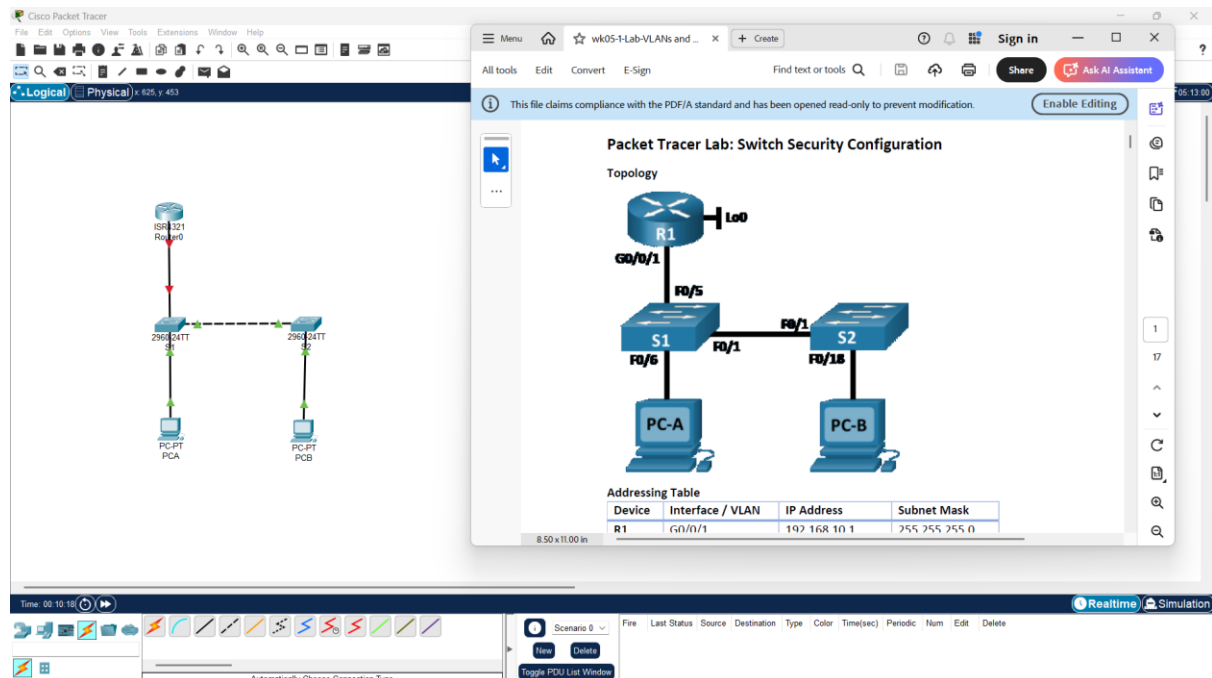 Cisco Packet Tracer
File Edit Options View Tools Extensions Window Help
Logical Physical x: 625, y: 453
05:13:00
ISR4321
Router0
2960-24TT
S1
2960-24TT
S2
PC-PT
PCA
PC-PT
PCB
Menu wk05-1-Lab-VLANs and ... × + Create Sign in
All tools Edit Convert E-Sign Find text or tools Share Ask AI Assistant
This file claims compliance with the PDF/A standard and has been opened read-only to prevent modification. Enable Editing
Packet Tracer Lab: Switch Security Configuration
Topology
Lo0
R1
G0/0/1
F0/5
S1
F0/1
S2
F0/6
F0/1
F0/18
PC-A
PC-B
Addressing Table
Device Interface / VLAN IP Address Subnet Mask
R1 G0/0/1 192.168.10.1 255.255.255.0
8.50 x 11.00 in
1
17
Time: 00:10:18 Realtime Simulation
Scenario 0
New Delete
Toggle PDU List Window
Fire Last Status Source Destination Type Color Time(sec) Periodic Num Edit Delete
Automatically Choose Connection Type